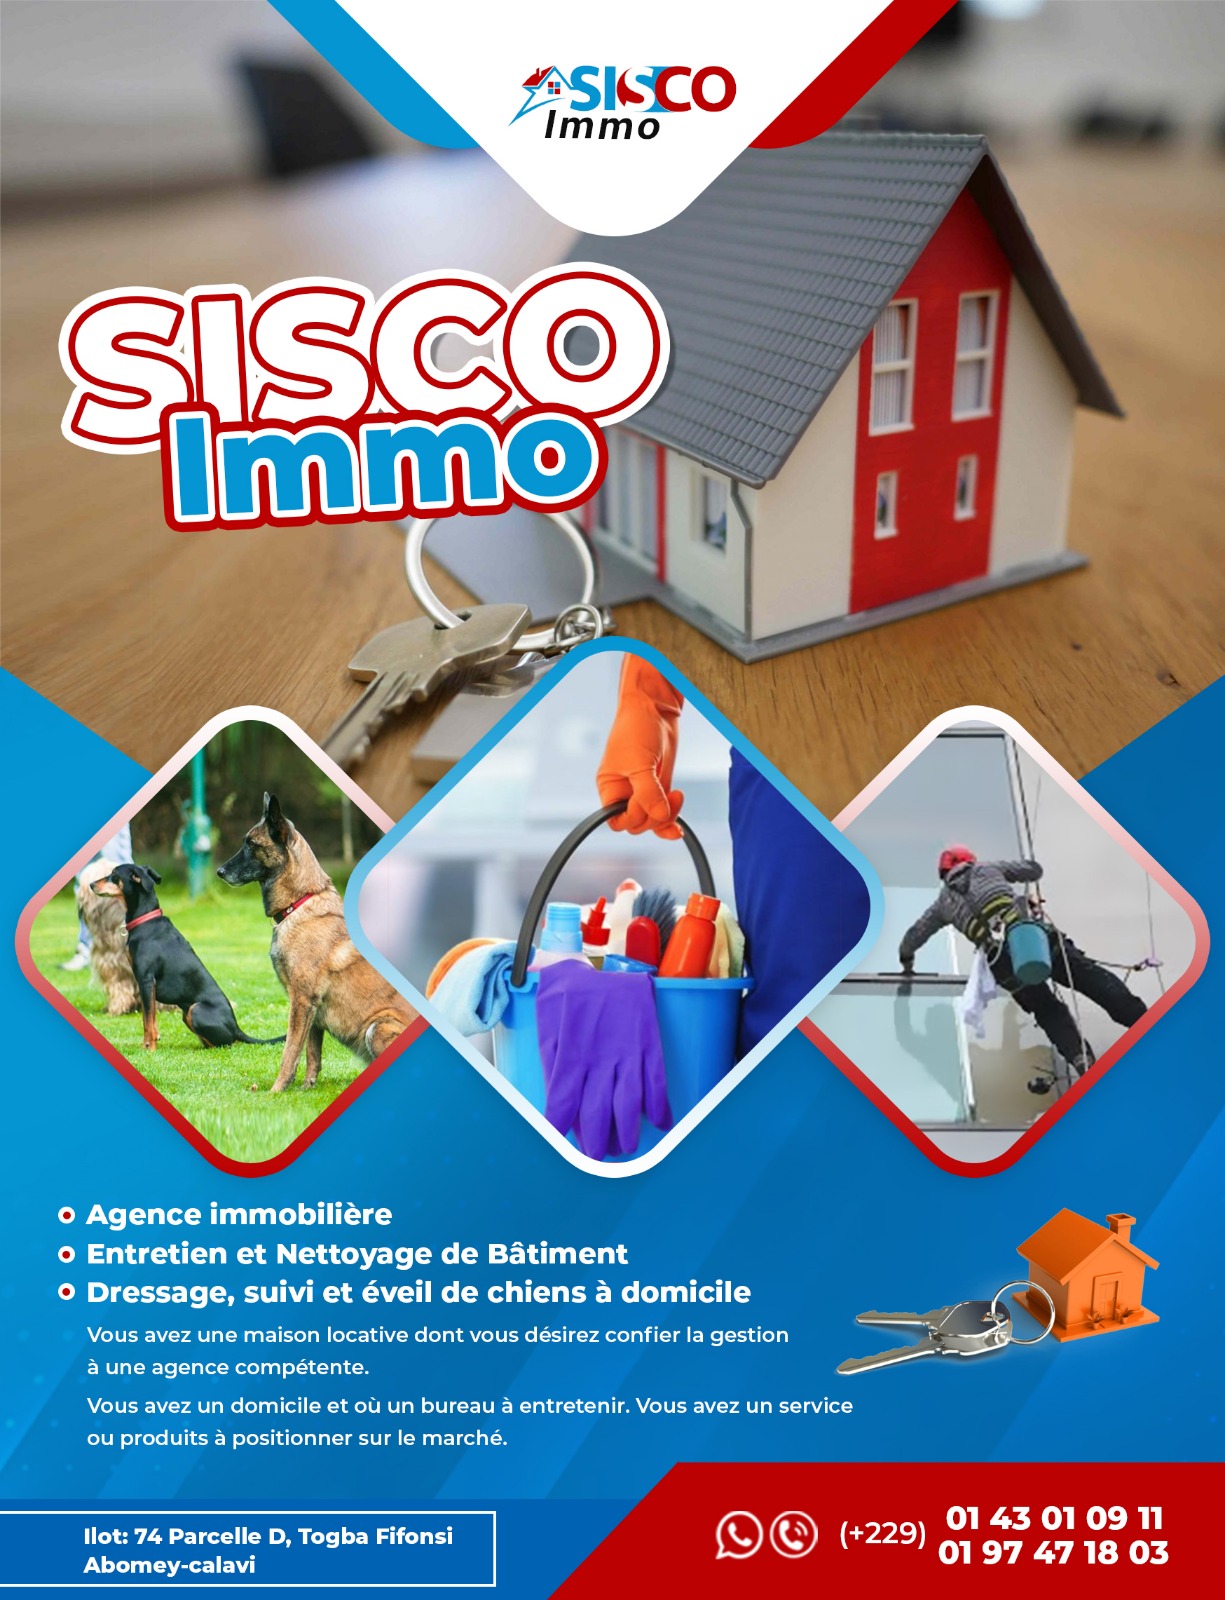 SISCO
Immo
SISCO
Immo
Agence immobilière
Entretien et Nettoyage de Bâtiment
Dressage, suivi et éveil de chiens à domicile
Vous avez une maison locative dont vous désirez confier la gestion
à une agence compétente.
Vous avez un domicile et où un bureau à entretenir. Vous avez un service
ou produits à positionner sur le marché.
Ilot: 74 Parcelle D, Togba Fifonsi
Abomey-calavi
(+229) 01 43 01 09 11
01 97 47 18 03